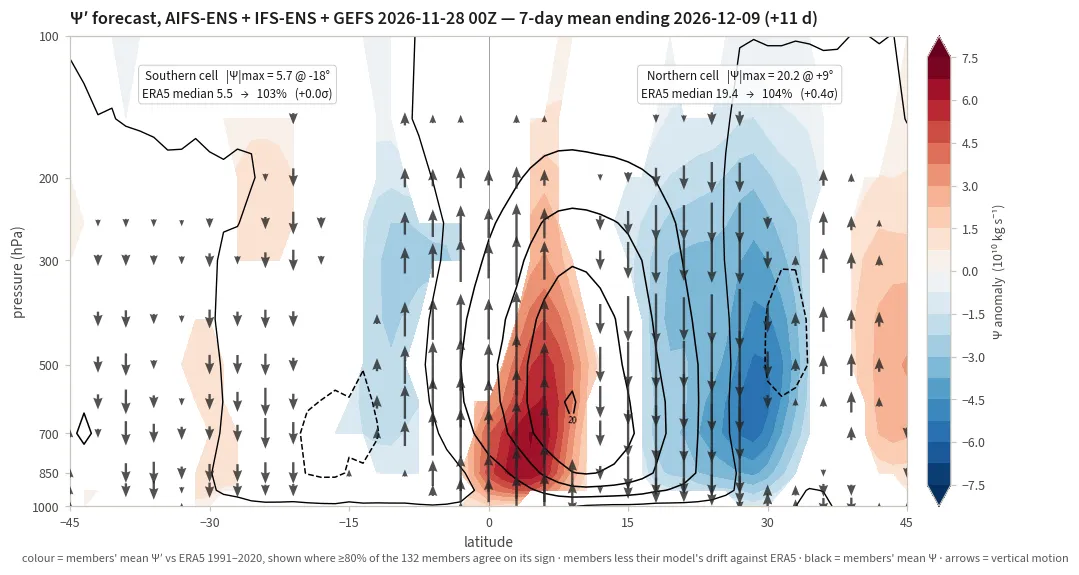 Ψ′ forecast, AIFS-ENS + IFS-ENS + GEFS 2026-11-28 00Z — 7-day mean ending 2026-12-09 (+11 d)
Southern cell |Ψ|max = 5.7 @ -18°
ERA5 median 5.5 → 103% (+0.0σ)
Northern cell |Ψ|max = 20.2 @ +9°
ERA5 median 19.4 → 104% (+0.4σ)
100
200
300
500
700
850
1000
pressure (hPa)
20
−45
−30
−15
0
15
30
45
latitude
7.5
6.0
4.5
3.0
1.5
0.0
−1.5
−3.0
−4.5
−6.0
−7.5
Ψ anomaly (10¹⁰ kg s⁻¹)
colour = members' mean Ψ′ vs ERA5 1991–2020, shown where ≥80% of the 132 members agree on its sign · members less their model's drift against ERA5 · black = members' mean Ψ · arrows = vertical motion